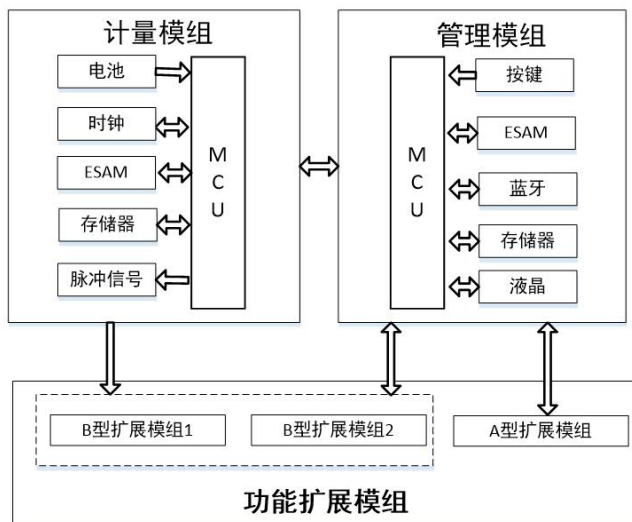 计量模组
电池
时钟
ESAM
存储器
脉冲信号
M
C
U
管理模组
M
C
U
按键
ESAM
蓝牙
存储器
液晶
B型扩展模组1
B型扩展模组2
A型扩展模组
功能扩展模组